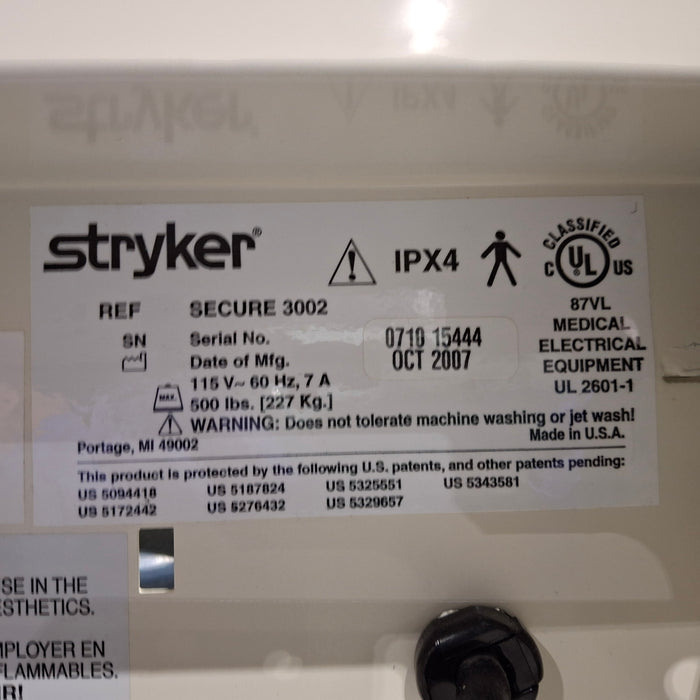 stryker®
IPX4
CLASSIFIED
C UL US
REF SECURE 3002
87VL
MEDICAL
ELECTRICAL
EQUIPMENT
UL 2601-1
SN Serial No. 0710 15444
Date of Mfg. OCT 2007
115 V~ 60 Hz, 7 A
MAX. 500 lbs. [227 Kg.]
WARNING: Does not tolerate machine washing or jet wash!
Portage, MI 49002 Made in U.S.A.
This product is protected by the following U.S. patents, and other patents pending:
US 5094418 US 5187824 US 5325551 US 5343581
US 5172442 US 5276432 US 5329657
SE IN THE
ESTHETICS.
MPLOYER EN
FLAMMABLES.
R!